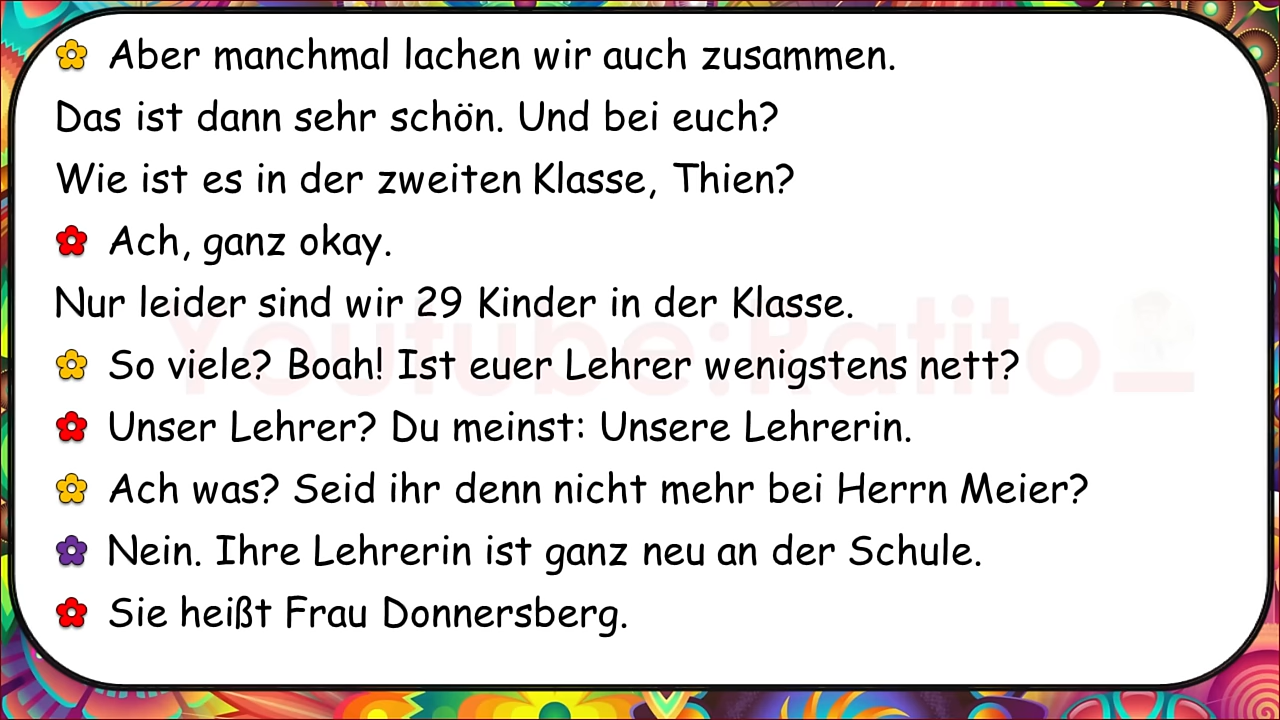 Aber manchmal lachen wir auch zusammen.
Das ist dann sehr schön. Und bei euch?
Wie ist es in der zweiten Klasse, Thien?
Ach, ganz okay.
Nur leider sind wir 29 Kinder in der Klasse.
Youtube:Ratito
So viele? Boah! Ist euer Lehrer wenigstens nett?
Unser Lehrer? Du meinst: Unsere Lehrerin.
Ach was? Seid ihr denn nicht mehr bei Herrn Meier?
Nein. Ihre Lehrerin ist ganz neu an der Schule.
Sie heißt Frau Donnersberg.